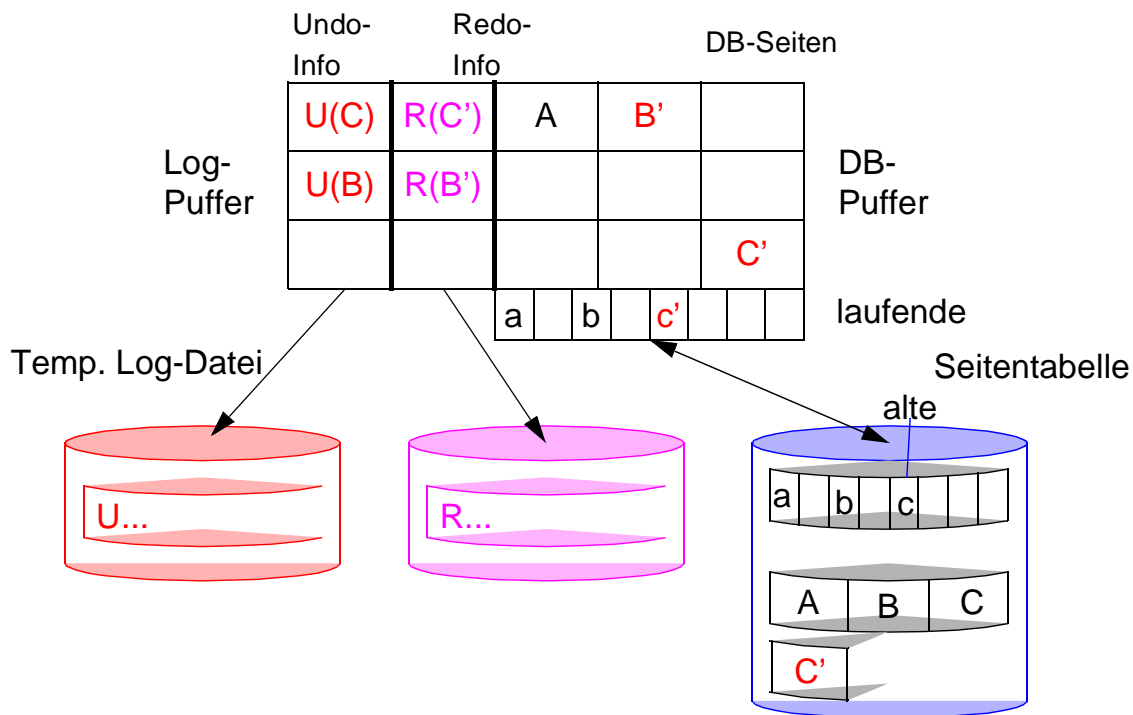 Undo-
Info
Redo-
Info
DB-Seiten
U(C) R(C’) A B’
Log-
Puffer
U(B) R(B’)
DB-
Puffer
C’
a b c’
laufende
Temp. Log-Datei
Seitentabelle
alte
a b c
U...
R...
A B C
C’